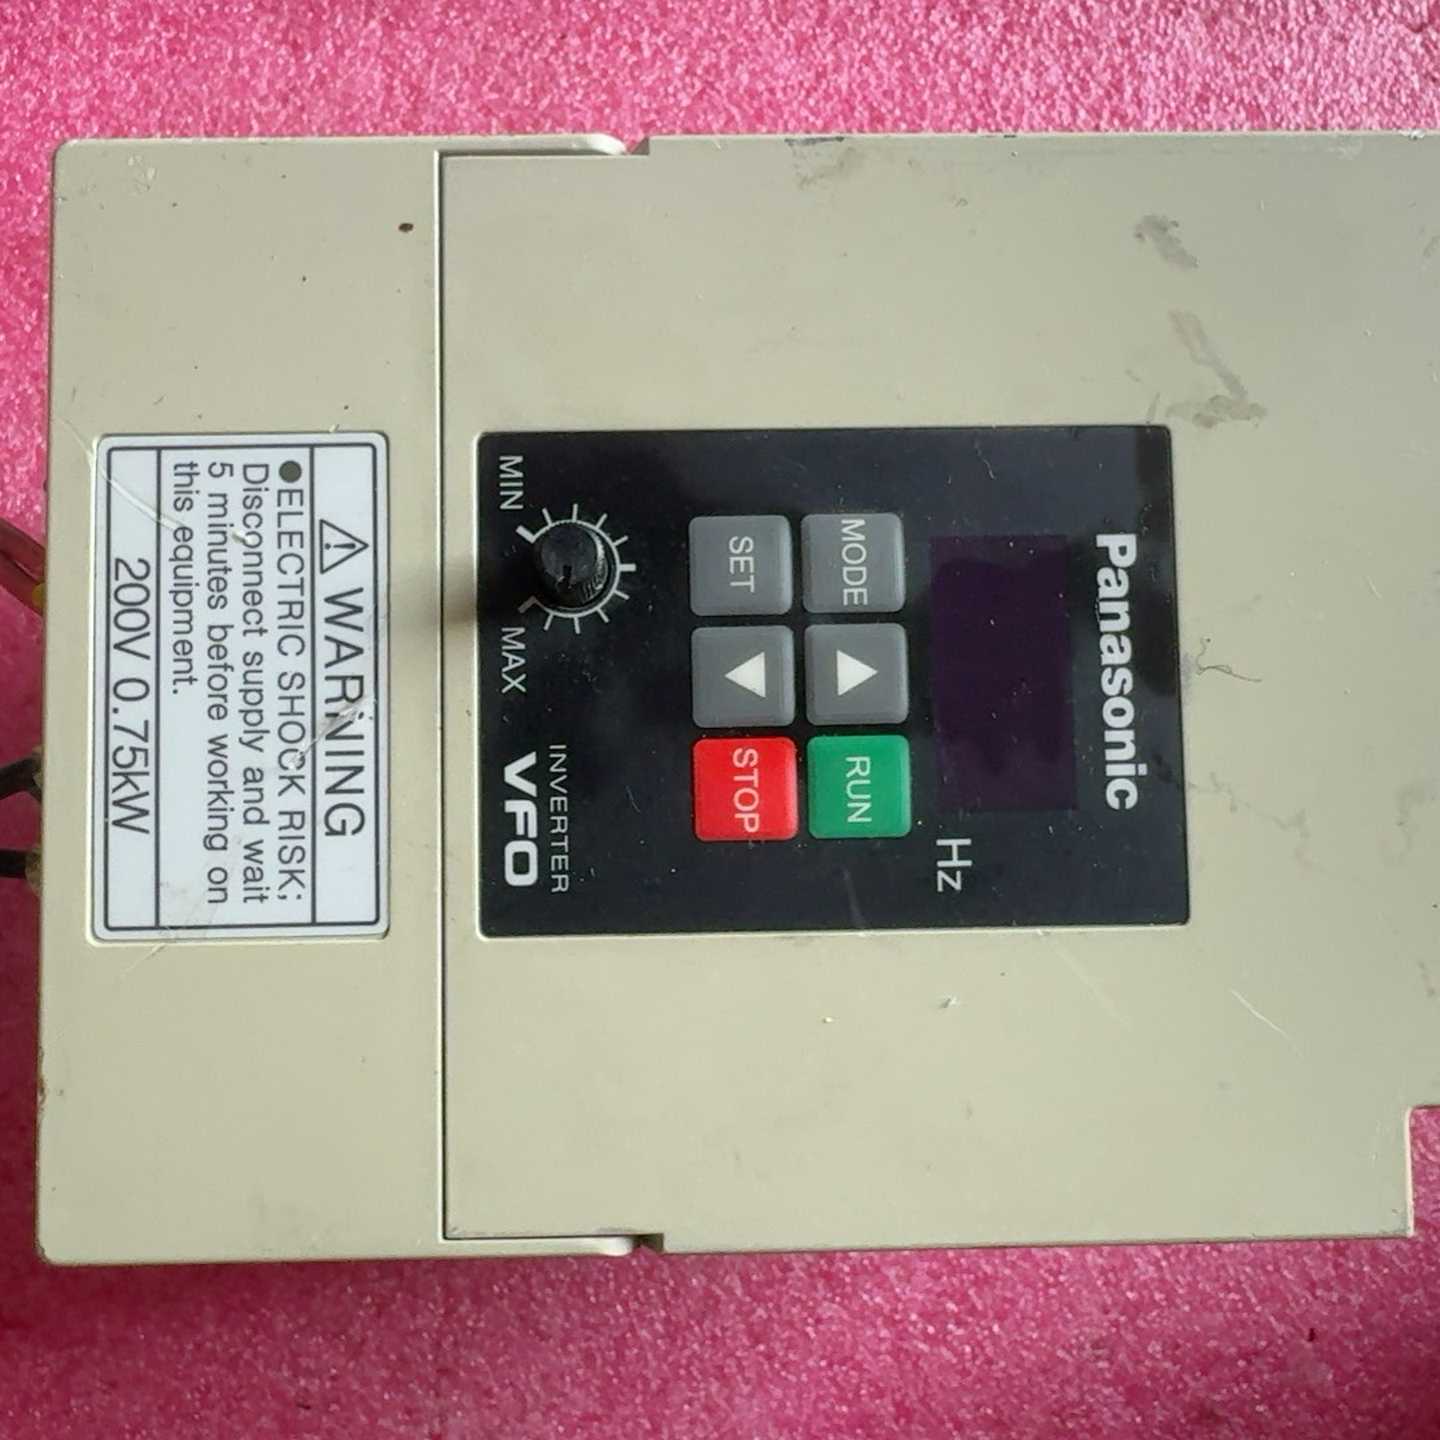 Panasonic
Hz
MODE
RUN
SET
STOP
MIN
MAX
INVERTER
VFO
⚠ WARNING
●ELECTRIC SHOCK RISK;
Disconnect supply and wait
5 minutes before working on
this equipment.
200V 0.75kW